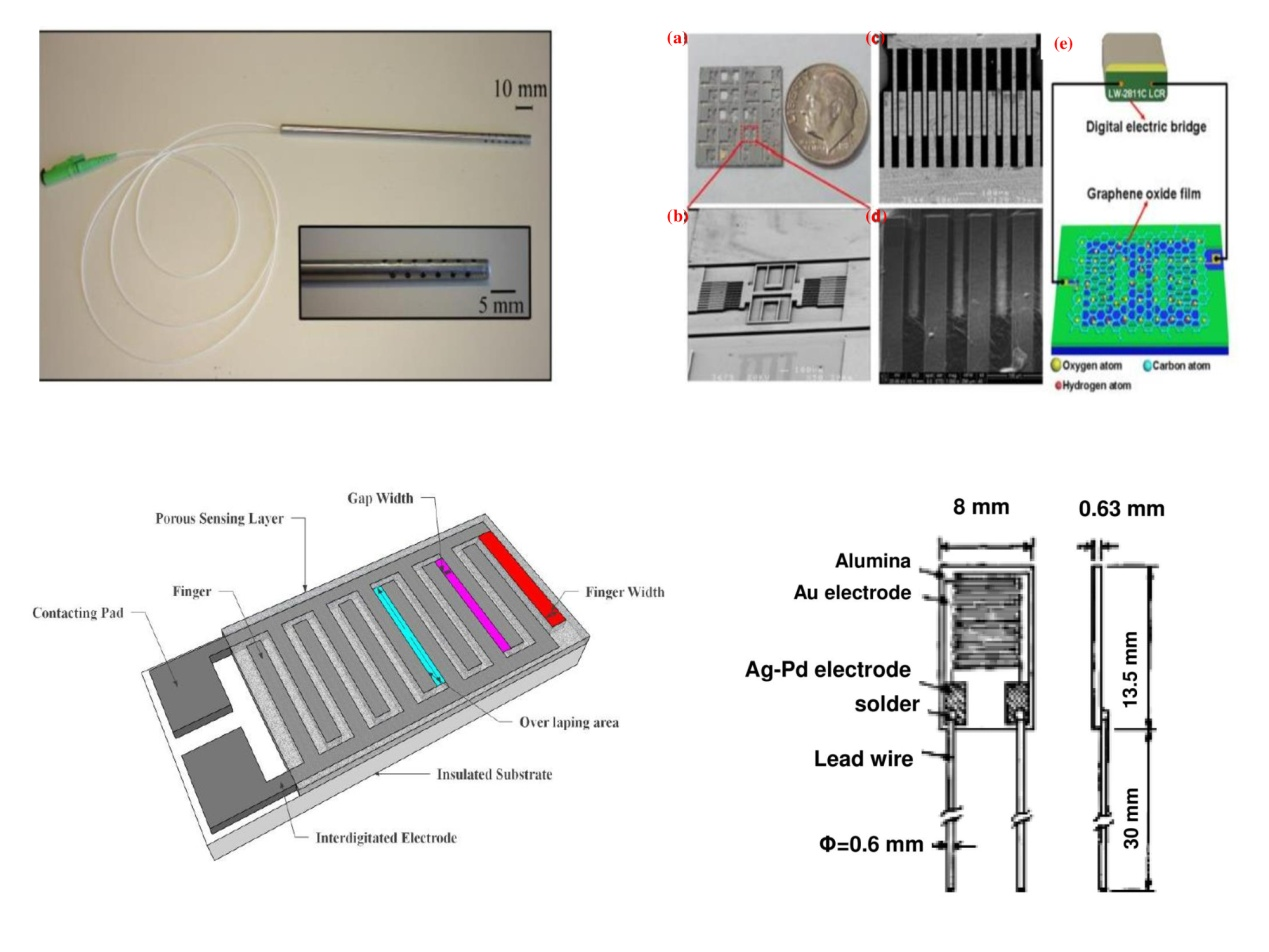 10 mm
5 mm
(a)
(c)
(e)
(b)
(d)
LW-2811C LCR
Digital electric bridge
Graphene oxide film
Oxygen atom
Carbon atom
Hydrogen atom
Gap Width
Porous Sensing Layer
Finger
Contacting Pad
Finger Width
Over laping area
Insulated Substrate
Interdigitated Electrode
8 mm
0.63 mm
Alumina
Au electrode
Ag-Pd electrode
solder
Lead wire
Φ=0.6 mm
13.5 mm
30 mm